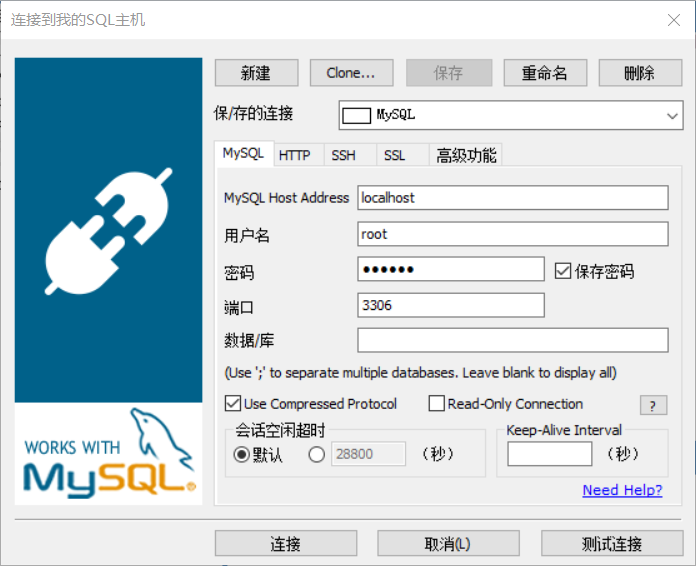 连接到我的SQL主机
新建 Clone... 保存 重命名 删除
保/存的连接 MySQL
MySQL HTTP SSH SSL 高级功能
MySQL Host Address localhost
用户名 root
密码 ●●●●●● 保存密码
端口 3306
数据/库
(Use ';' to separate multiple databases. Leave blank to display all)
Use Compressed Protocol Read-Only Connection ?
会话空闲超时 Keep-Alive Interval
默认 28800 （秒） （秒）
WORKS WITH
MySQL®
Need Help?
连接 取消(L) 测试连接